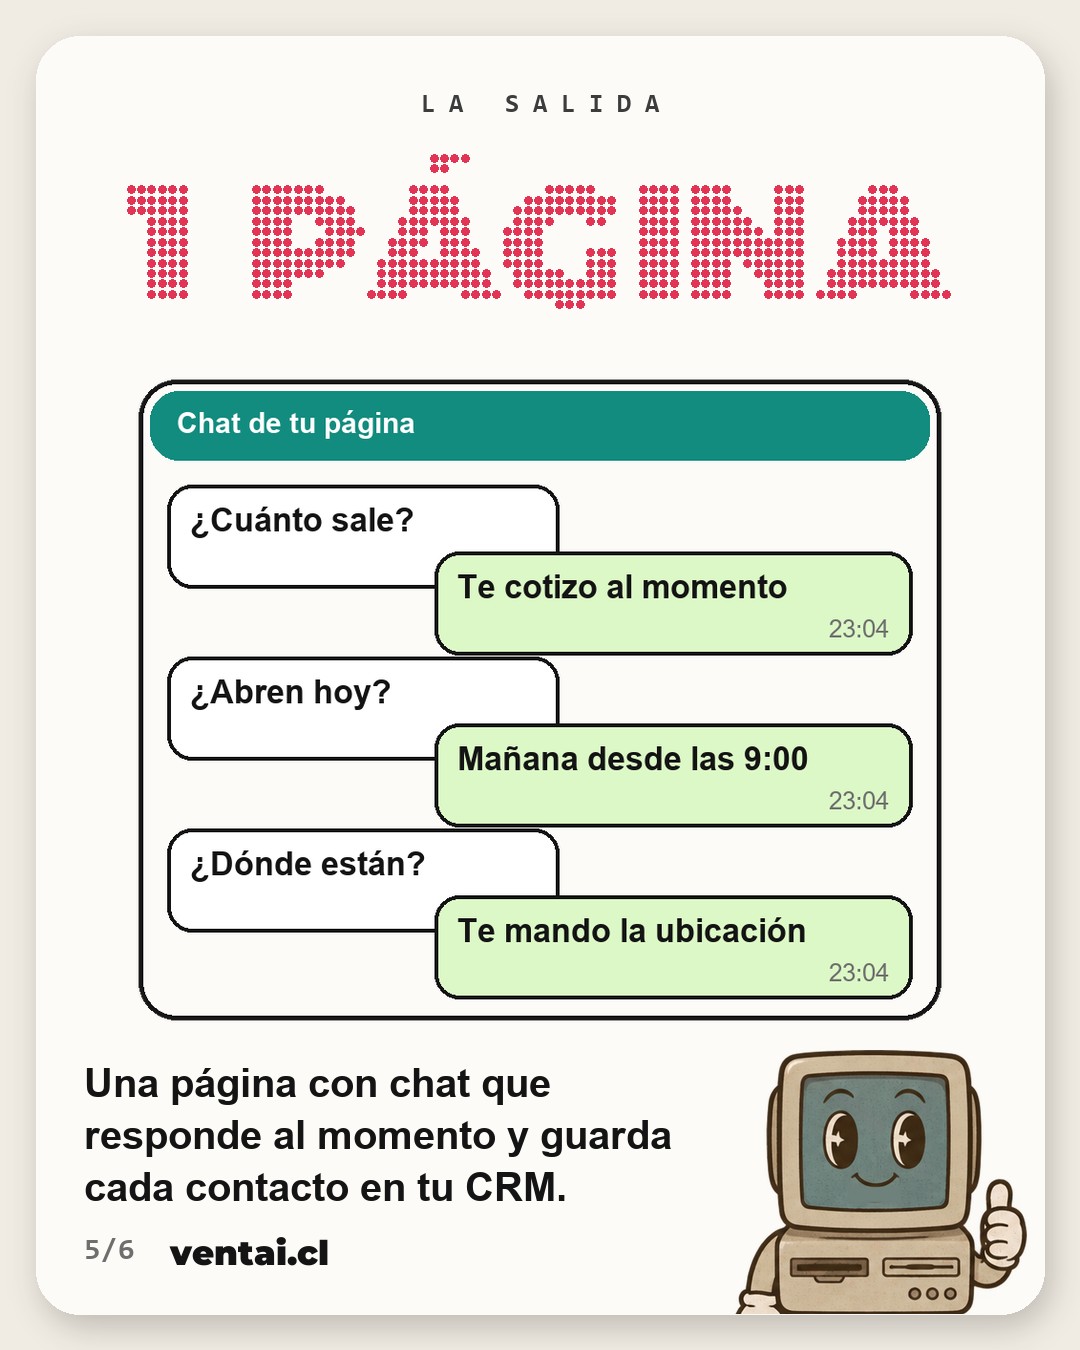 LA SALIDA
1 PÁGINA
Chat de tu página
¿Cuánto sale?
Te cotizo al momento
23:04
¿Abren hoy?
Mañana desde las 9:00
23:04
¿Dónde están?
Te mando la ubicación
23:04
Una página con chat que
responde al momento y guarda
cada contacto en tu CRM.
5/6 ventai.cl